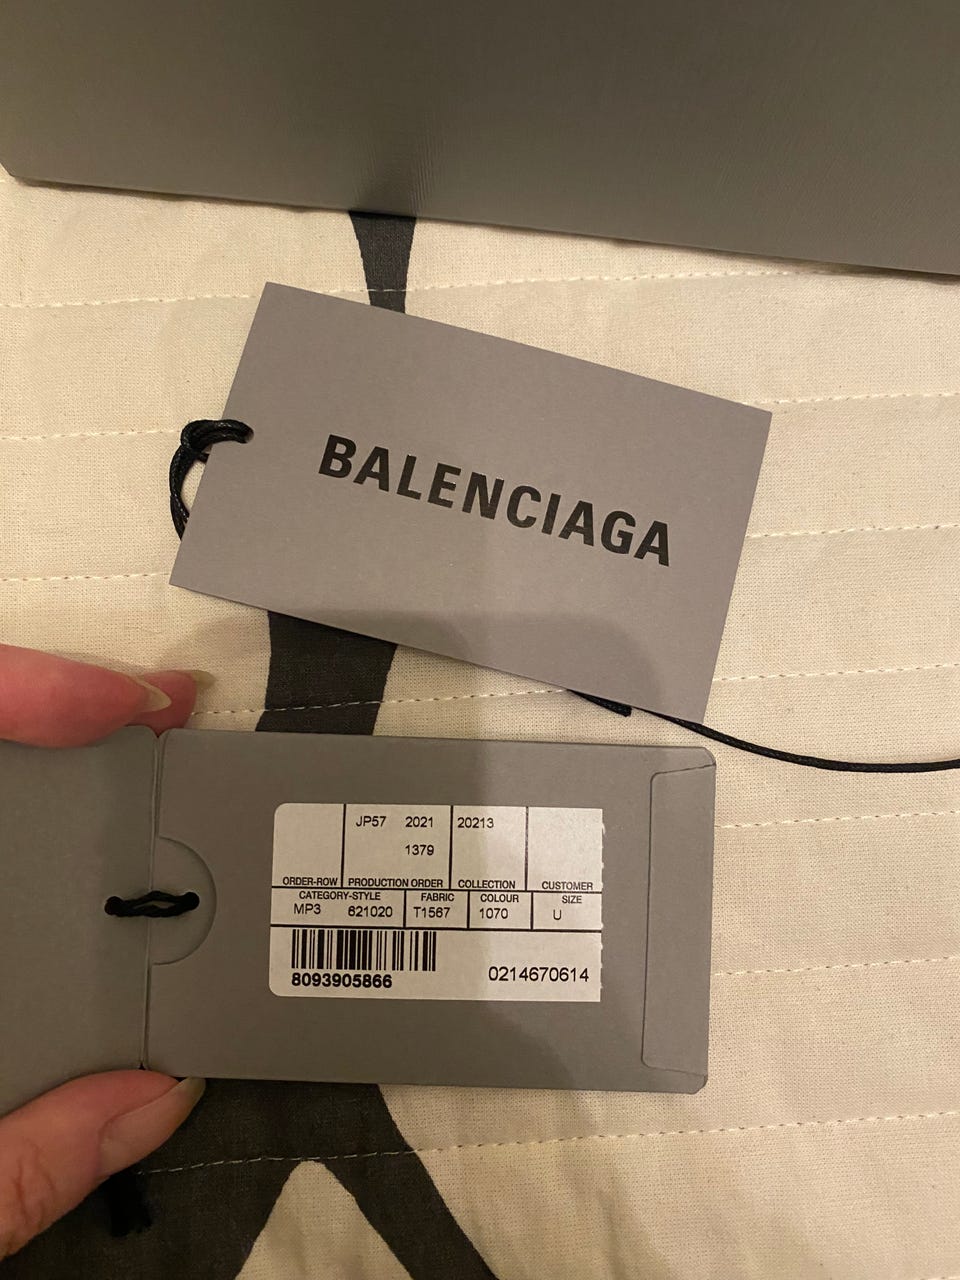 BALENCIAGA
JP57 2021 20213
1379
ORDER-ROW PRODUCTION ORDER COLLECTION CUSTOMER
CATEGORY-STYLE FABRIC COLOUR SIZE
MP3 621020 T1567 1070 U
8093905866 0214670614